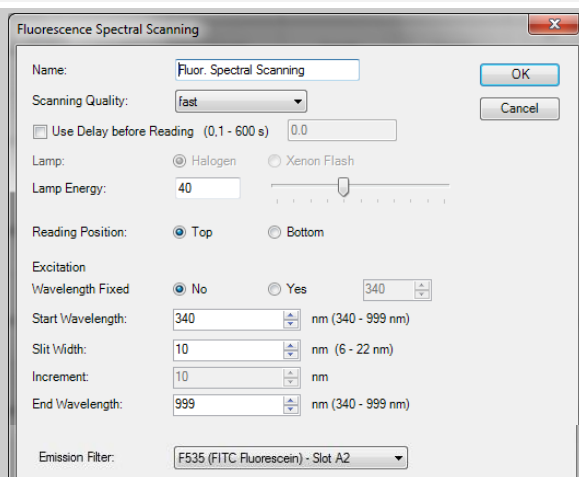 Fluorescence Spectral Scanning
Name: Fluor. Spectral Scanning OK
Scanning Quality: fast Cancel
Use Delay before Reading (0,1 - 600 s) 0.0
Lamp: Halogen Xenon Flash
Lamp Energy: 40
Reading Position: Top Bottom
Excitation
Wavelength Fixed No Yes 340
Start Wavelength: 340 nm (340 - 999 nm)
Slit Width: 10 nm (6 - 22 nm)
Increment: 10 nm
End Wavelength: 999 nm (340 - 999 nm)
Emission Filter: F535 (FITC Fluorescein) - Slot A2